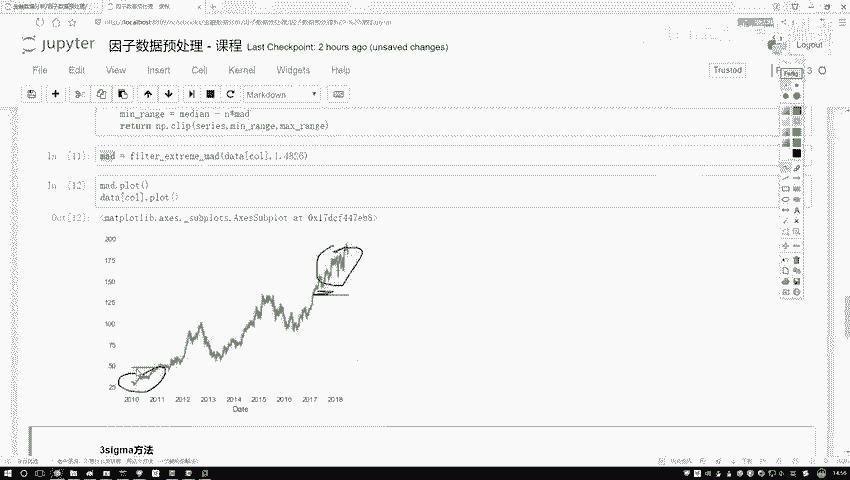 jupyter 因子数据预处理 - 课程 Last Checkpoint: 2 hours ago (unsaved changes)
Logout
File Edit View Insert Cell Kernel Widgets Help
Trusted
Markdown
min_range = median - n*mad
return np.clip(series,min_range,max_range)
In [11]: mad = filter_extreme_mad(data[col],1.4826)
In [12]: mad.plot()
data[col].plot()
Out[12]: <matplotlib.axes._subplots.AxesSubplot at 0x17dcf447eb8>
200
175
150
125
100
75
50
25
2010 2011 2012 2013 2014 2015 2016 2017 2018
Date
3sigma方法
14:56